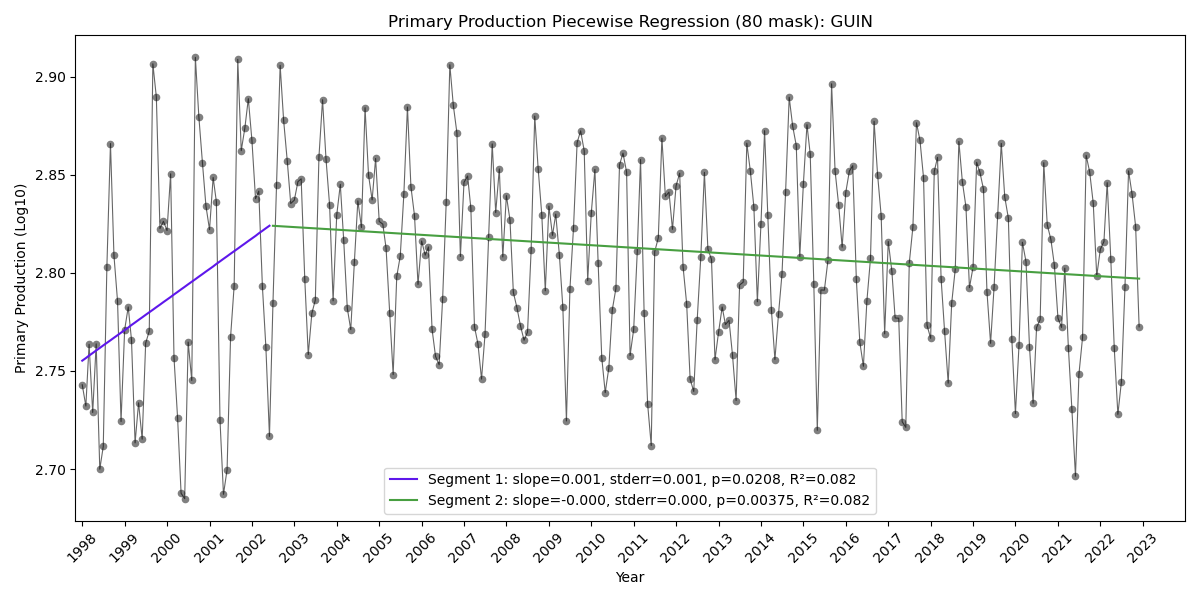 Primary Production Piecewise Regression (80 mask): GUIN
Primary Production (Log10)
2.90
2.85
2.80
2.75
2.70
Segment 1: slope=0.001, stderr=0.001, p=0.0208, R²=0.082
Segment 2: slope=-0.000, stderr=0.000, p=0.00375, R²=0.082
1998 1999 2000 2001 2002 2003 2004 2005 2006 2007 2008 2009 2010 2011 2012 2013 2014 2015 2016 2017 2018 2019 2020 2021 2022 2023
Year